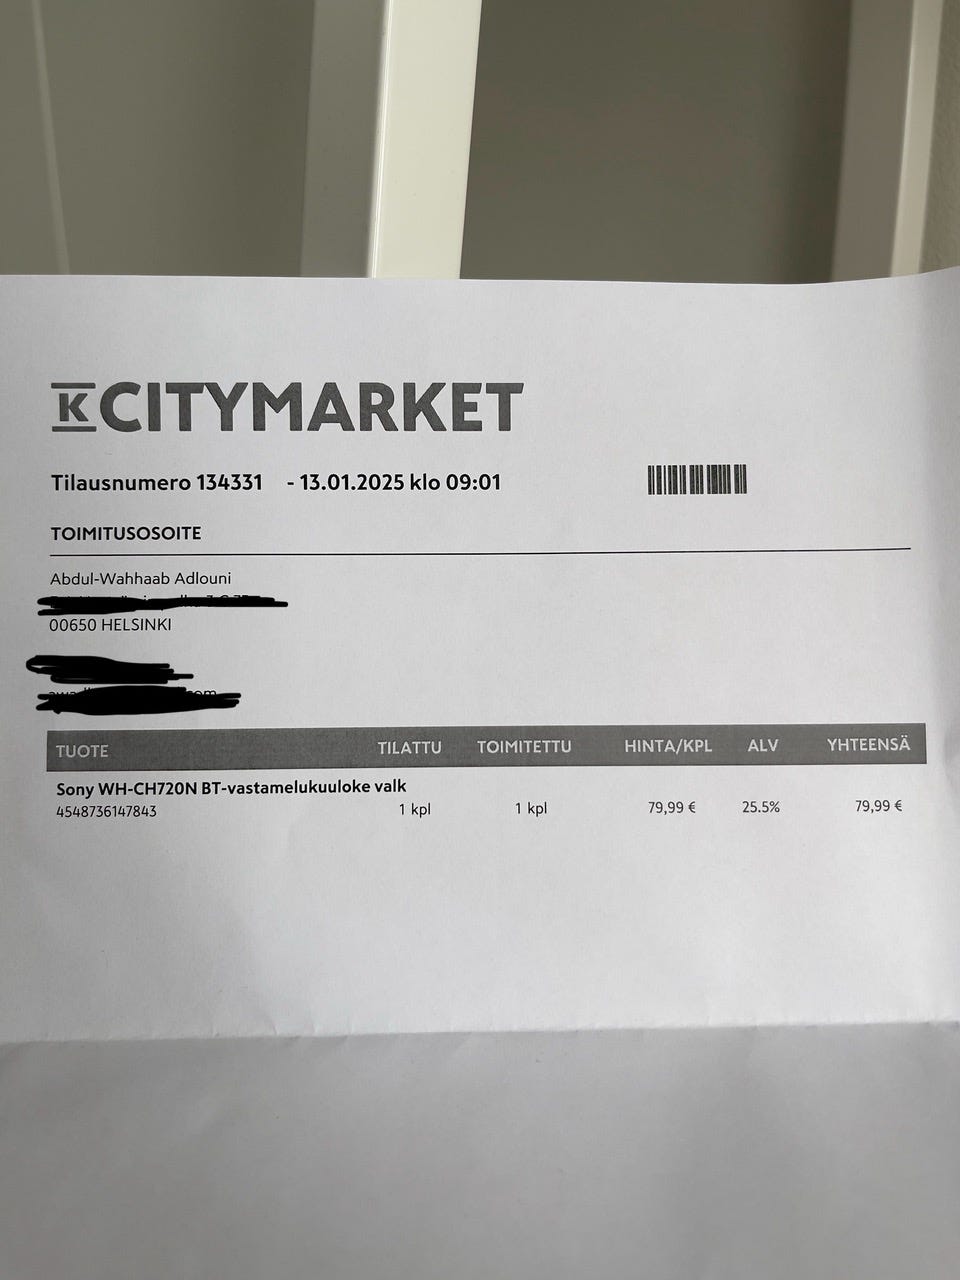 K CITYMARKET
Tilausnumero 134331 - 13.01.2025 klo 09:01
TOIMITUSOSOITE
Abdul-Wahhaab Adlouni
00650 HELSINKI
TUOTE TILATTU TOIMITETTU HINTA/KPL ALV YHTEENSÄ
Sony WH-CH720N BT-vastamelukuuloke valk
4548736147843 1 kpl 1 kpl 79,99 € 25.5% 79,99 €